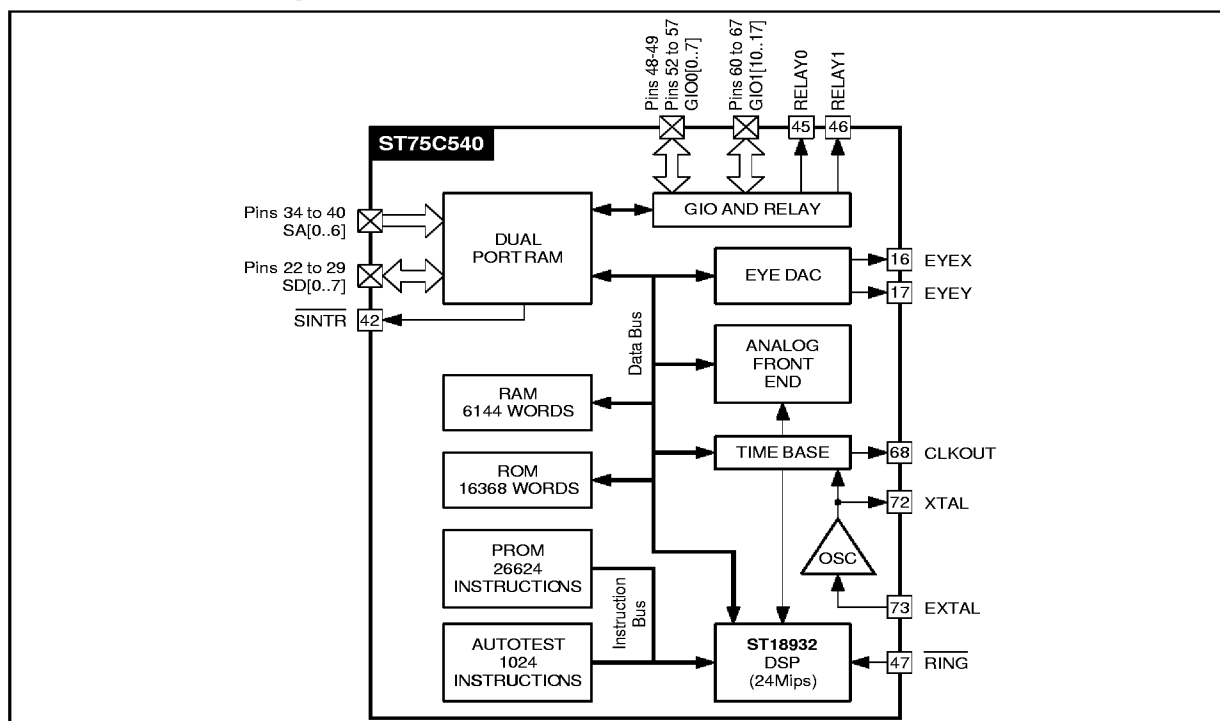 Pins 48-49
Pins 52 to 57
GIO0[0..7]
Pins 60 to 67
GIO1[10..17]
RELAY0
RELAY1
45
46
ST75C540
Pins 34 to 40
SA[0..6]
DUAL
PORT RAM
GIO AND RELAY
Pins 22 to 29
SD[0..7]
EYE DAC
16
EYEX
17
EYEY
SINTR
42
Data Bus
ANALOG
FRONT
END
RAM
6144 WORDS
TIME BASE
68
CLKOUT
ROM
16368 WORDS
72
XTAL
OSC
PROM
26624
INSTRUCTIONS
Instruction
Bus
73
EXTAL
AUTOTEST
1024
INSTRUCTIONS
ST18932
DSP
(24Mips)
47
RING